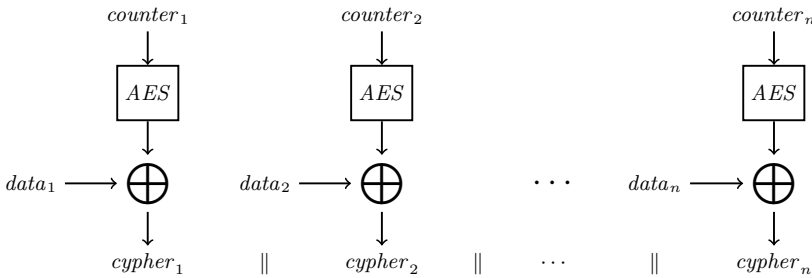 counter₁ counter₂ counterₙ
AES AES AES
data₁ data₂ ··· dataₙ
cypher₁ ‖ cypher₂ ‖ ··· ‖ cypherₙ